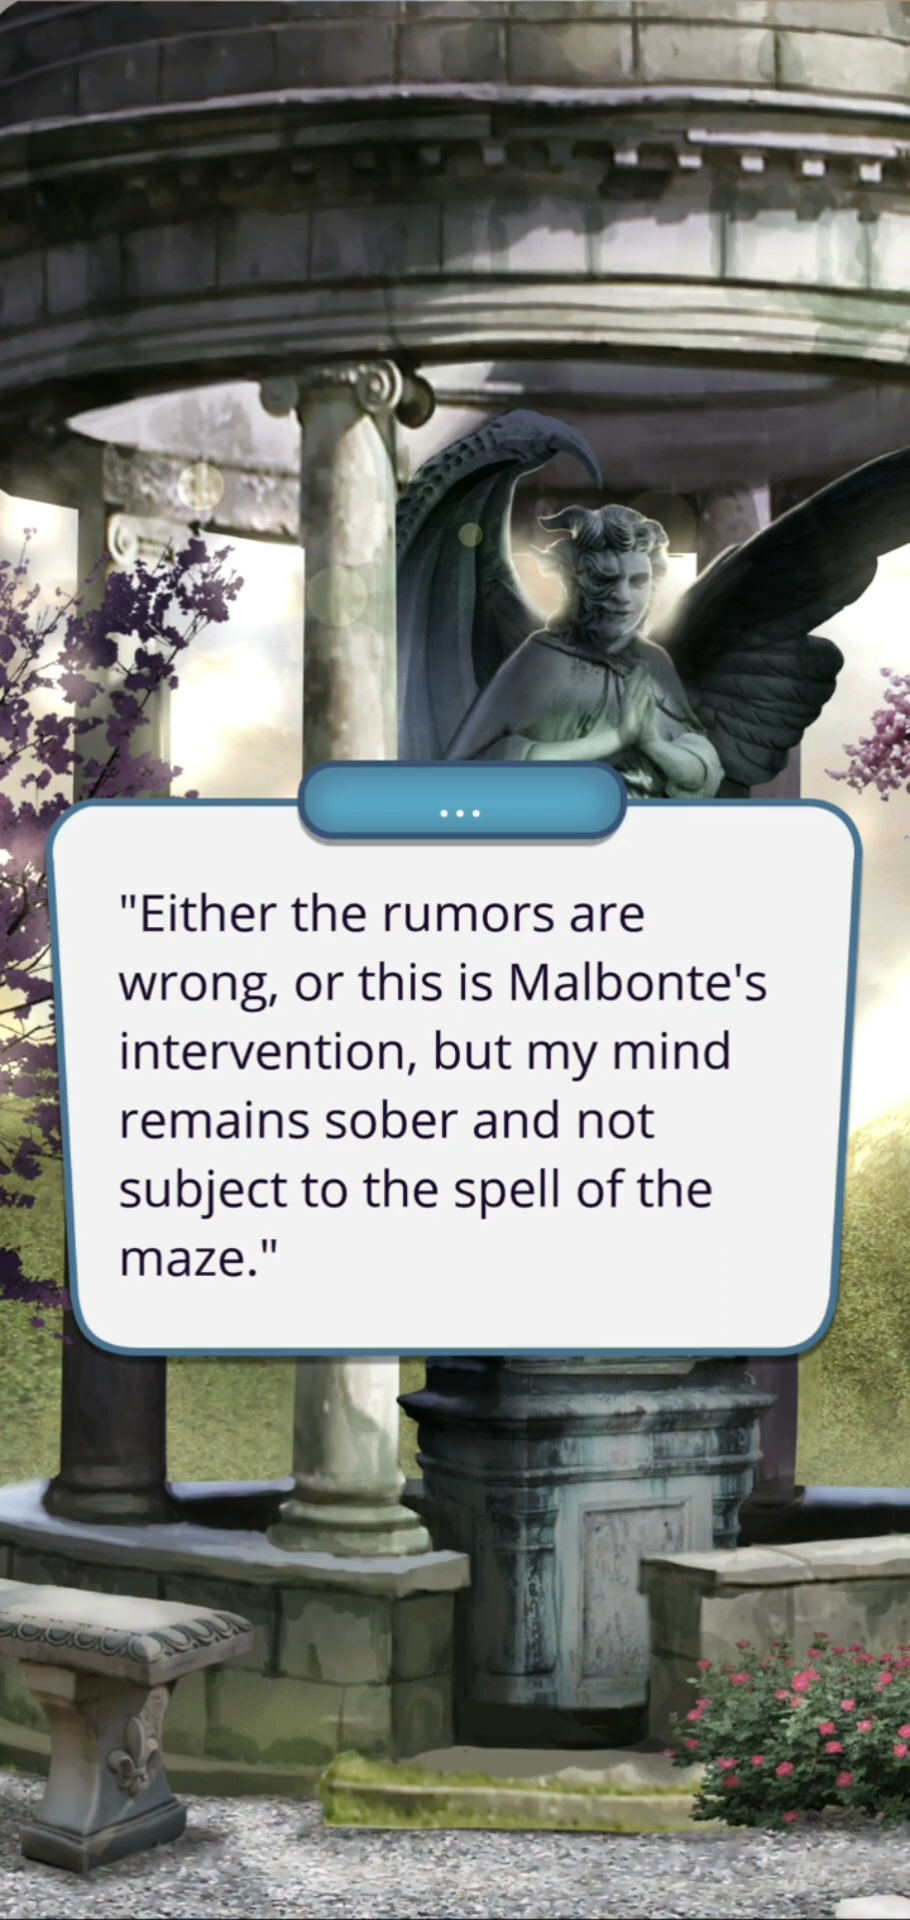 ...
"Either the rumors are
wrong, or this is Malbonte's
intervention, but my mind
remains sober and not
subject to the spell of the
maze."